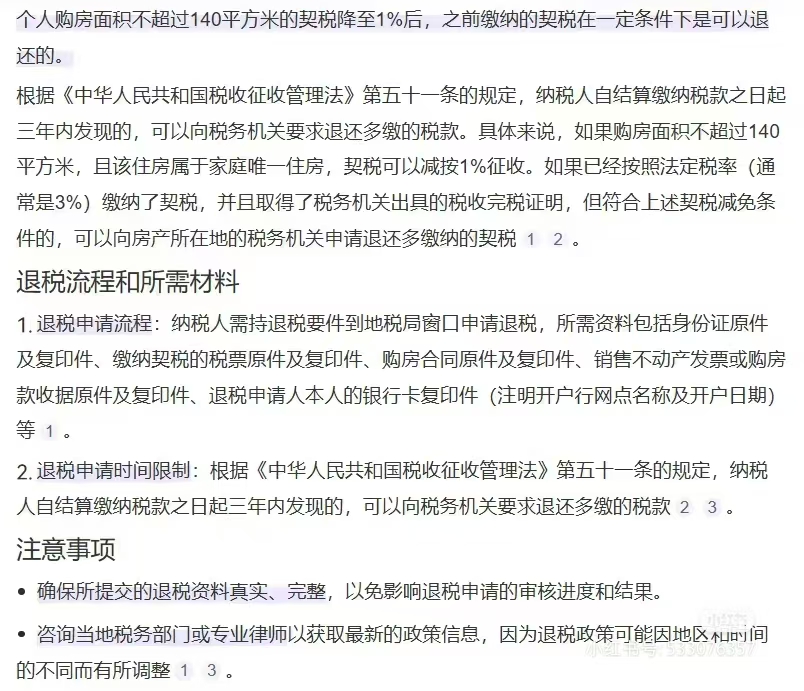 个人购房面积不超过140平方米的契税降至1%后，之前缴纳的契税在一定条件下是可以退
还的。
根据《中华人民共和国税收征收管理法》第五十一条的规定，纳税人自结算缴纳税款之日起
三年内发现的，可以向税务机关要求退还多缴的税款。具体来说，如果购房面积不超过140
平方米，且该住房属于家庭唯一住房，契税可以减按1%征收。如果已经按照法定税率（通
常是3%）缴纳了契税，并且取得了税务机关出具的税收完税证明，但符合上述契税减免条
件的，可以向房产所在地的税务机关申请退还多缴纳的契税 1 2 。
退税流程和所需材料
1. 退税申请流程：纳税人需持退税要件到地税局窗口申请退税，所需资料包括身份证原件
及复印件、缴纳契税的税票原件及复印件、购房合同原件及复印件、销售不动产发票或购房
款收据原件及复印件、退税申请人本人的银行卡复印件（注明开户行网点名称及开户日期）
等 1 。
2. 退税申请时间限制：根据《中华人民共和国税收征收管理法》第五十一条的规定，纳税
人自结算缴纳税款之日起三年内发现的，可以向税务机关要求退还多缴的税款 2 3 。
注意事项
• 确保所提交的退税资料真实、完整，以免影响退税申请的审核进度和结果。
• 咨询当地税务部门或专业律师以获取最新的政策信息，因为退税政策可能因地区和时间
的不同而有所调整 1 3 。
小红书